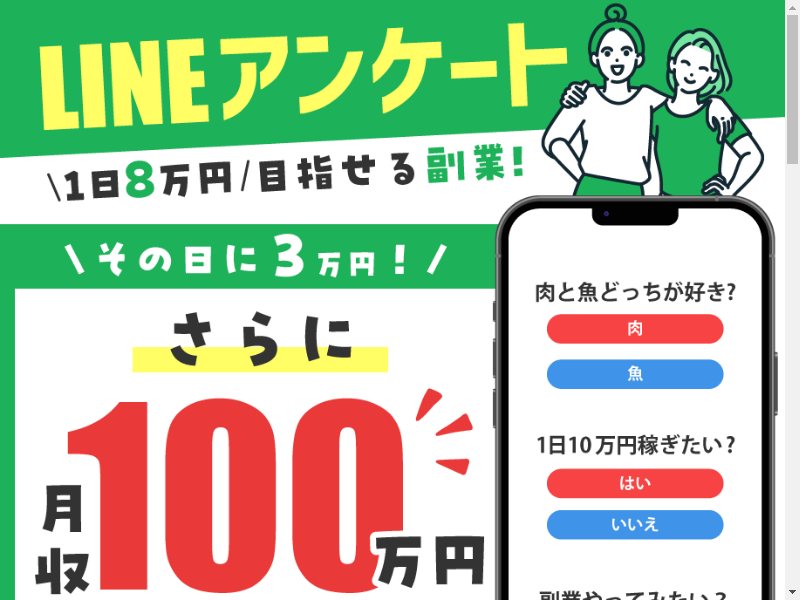 LINEアンケート
\1日8万円/目指せる副業!
\その日に3万円!/
さらに
月収100万円
肉と魚どっちが好き?
肉
魚
1日10万円稼ぎたい?
はい
いいえ
副業やってみたい?